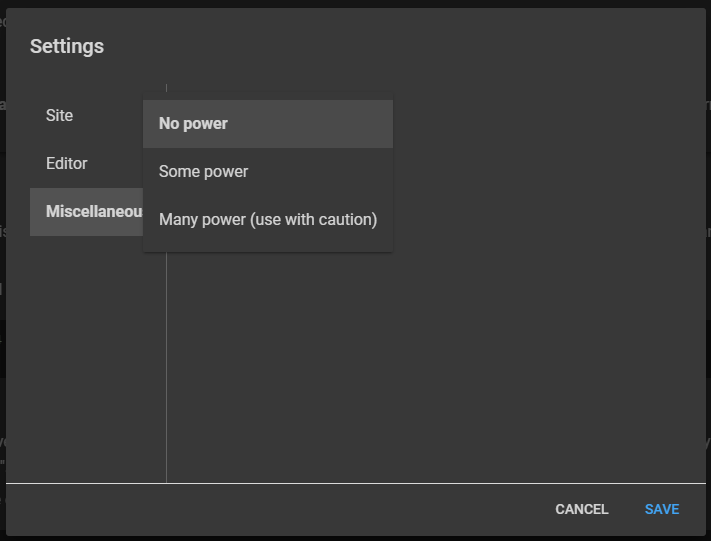 Settings
Site
Editor
Miscellaneou
No power
Some power
Many power (use with caution)
CANCEL
SAVE